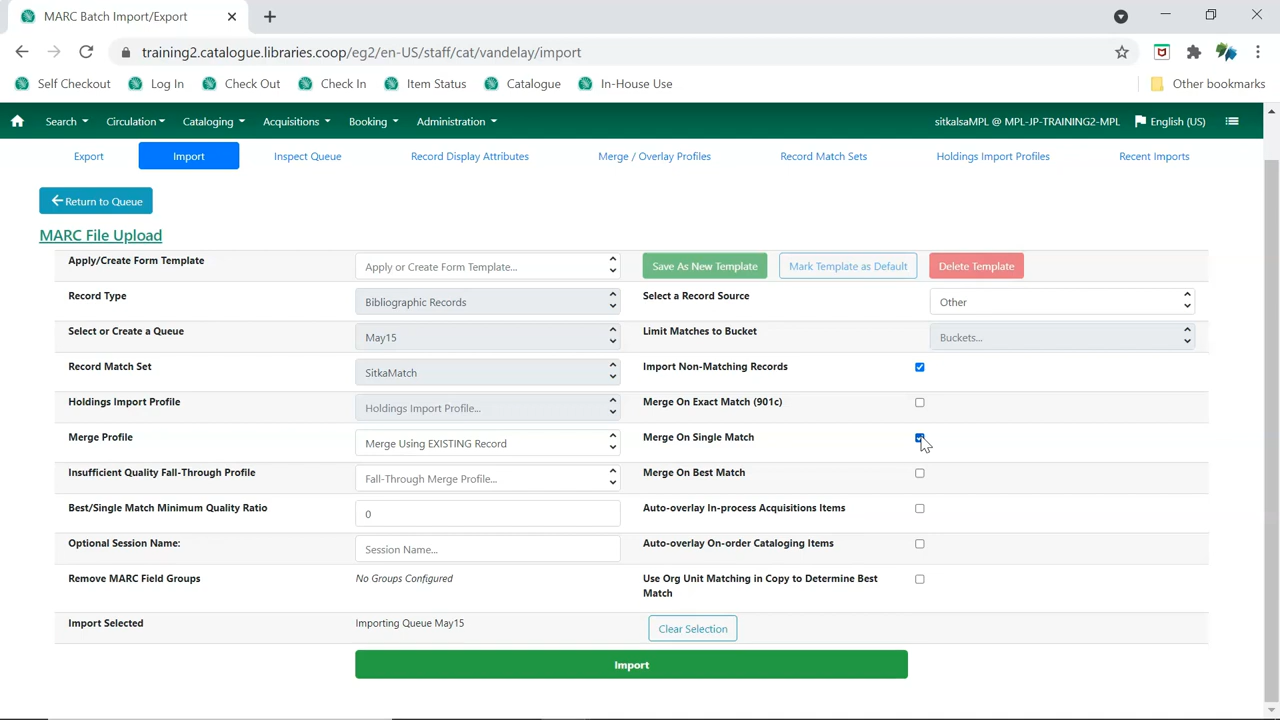 MARC Batch Import/Export
training2.catalogue.libraries.coop/eg2/en-US/staff/cat/vandelay/import
Self Checkout Log In Check Out Check In Item Status Catalogue In-House Use Other bookmarks
Search Circulation Cataloging Acquisitions Booking Administration sitkalsaMPL @ MPL-JP-TRAINING2-MPL English (US)
Export Import Inspect Queue Record Display Attributes Merge / Overlay Profiles Record Match Sets Holdings Import Profiles Recent Imports
Return to Queue
MARC File Upload
Apply/Create Form Template Apply or Create Form Template... Save As New Template Mark Template as Default Delete Template
Record Type Bibliographic Records Select a Record Source Other
Select or Create a Queue May15 Limit Matches to Bucket Buckets...
Record Match Set SitkaMatch Import Non-Matching Records
Holdings Import Profile Holdings Import Profile... Merge On Exact Match (901c)
Merge Profile Merge Using EXISTING Record Merge On Single Match
Insufficient Quality Fall-Through Profile Fall-Through Merge Profile... Merge On Best Match
Best/Single Match Minimum Quality Ratio 0 Auto-overlay In-process Acquisitions Items
Optional Session Name: Session Name... Auto-overlay On-order Cataloging Items
Remove MARC Field Groups No Groups Configured Use Org Unit Matching in Copy to Determine Best
Match
Import Selected Importing Queue May15 Clear Selection
Import